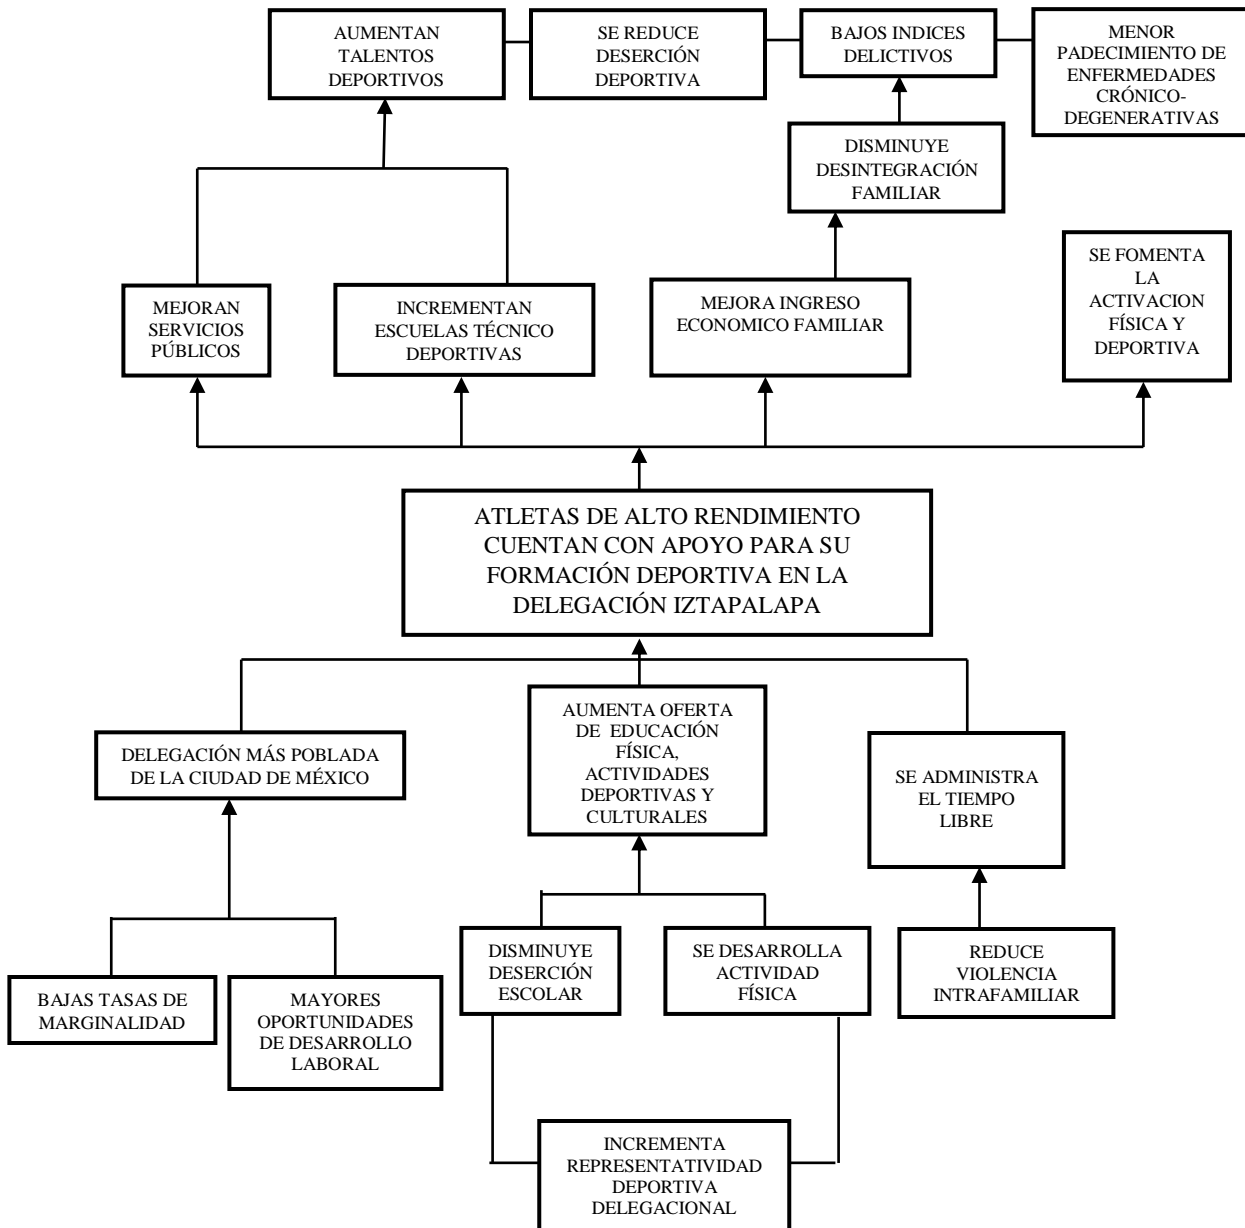 AUMENTAN
TALENTOS
DEPORTIVOS
SE REDUCE
DESERCIÓN
DEPORTIVA
BAJOS INDICES
DELICTIVOS
MENOR
PADECIMIENTO DE
ENFERMEDADES
CRÓNICO-
DEGENERATIVAS
DISMINUYE
DESINTEGRACIÓN
FAMILIAR
MEJORAN
SERVICIOS
PÚBLICOS
INCREMENTAN
ESCUELAS TÉCNICO
DEPORTIVAS
MEJORA INGRESO
ECONOMICO FAMILIAR
SE FOMENTA
LA
ACTIVACION
FÍSICA Y
DEPORTIVA
ATLETAS DE ALTO RENDIMIENTO
CUENTAN CON APOYO PARA SU
FORMACIÓN DEPORTIVA EN LA
DELEGACIÓN IZTAPALAPA
DELEGACIÓN MÁS POBLADA
DE LA CIUDAD DE MÉXICO
AUMENTA OFERTA
DE EDUCACIÓN
FÍSICA,
ACTIVIDADES
DEPORTIVAS Y
CULTURALES
SE ADMINISTRA
EL TIEMPO
LIBRE
BAJAS TASAS DE
MARGINALIDAD
MAYORES
OPORTUNIDADES
DE DESARROLLO
LABORAL
DISMINUYE
DESERCIÓN
ESCOLAR
SE DESARROLLA
ACTIVIDAD
FÍSICA
REDUCE
VIOLENCIA
INTRAFAMILIAR
INCREMENTA
REPRESENTATIVIDAD
DEPORTIVA
DELEGACIONAL